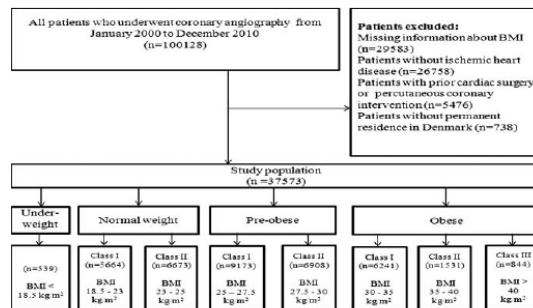 All patients who underwent coronary angiography from
January 2000 to December 2010
(n=100128)
Patients excluded:
Missing information about BMI
(n=29583)
Patients without ischemic heart
disease (n=26758)
Patients with prior cardiac surgery
or percutaneous coronary
intervention (n=5476)
Patients without permanent
residence in Denmark (n=738)
Study population
(n =37573)
Under-
weight
Normal weight
Pre-obese
Obese
(n=539)
BMI <
18.5 kg/m²
Class I
(n=5664)
BMI
18.5 - 23
kg/m²
Class II
(n=6673)
BMI
23 - 25
kg/m²
Class I
(n=9173)
BMI
25 – 27.5
kg/m²
Class II
(n=6908)
BMI
27.5 - 30
kg/m²
Class I
(n=6241)
BMI
30 - 35
kg/m²
Class II
(n=1531)
BMI
35 - 40
kg/m²
Class III
(n=844)
BMI >
40
kg/m²